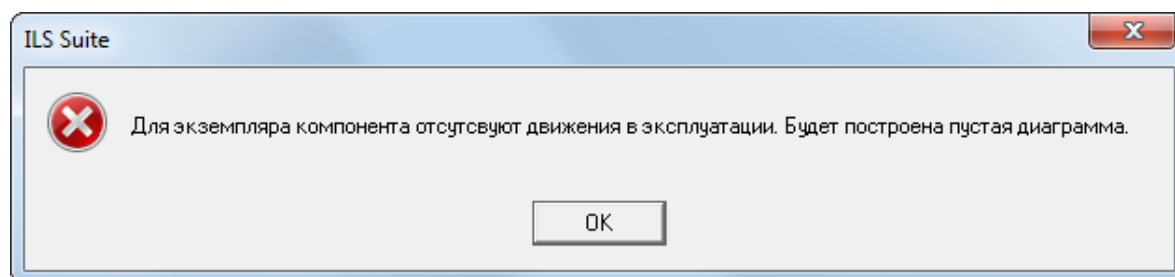 ILS Suite
Для экземпляра компонента отсутсвуют движения в эксплуатации. Будет построена пустая диаграмма.
OK